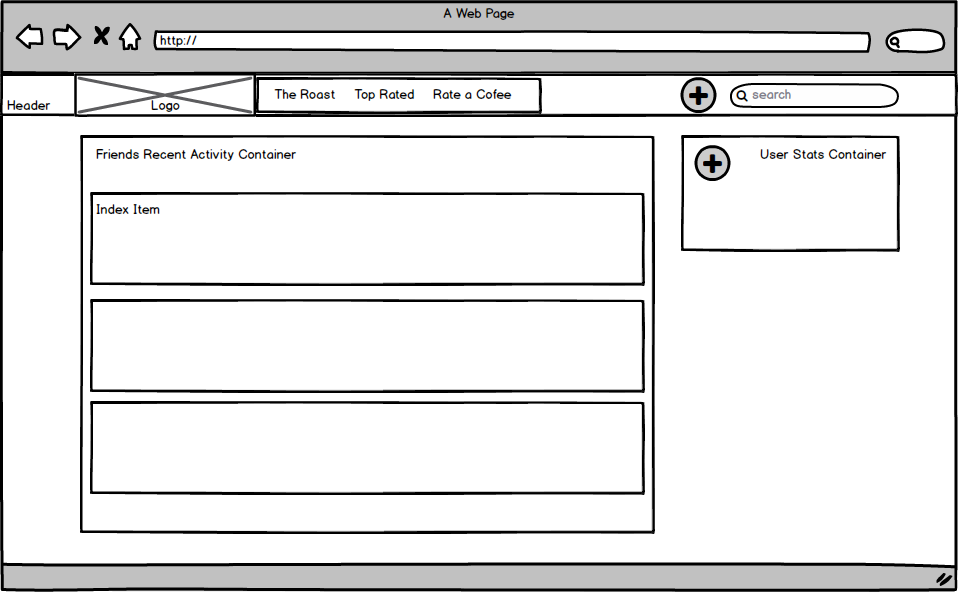 A Web Page
http://
Header
Logo
The Roast Top Rated Rate a Cofee
search
Friends Recent Activity Container
User Stats Container
Index Item